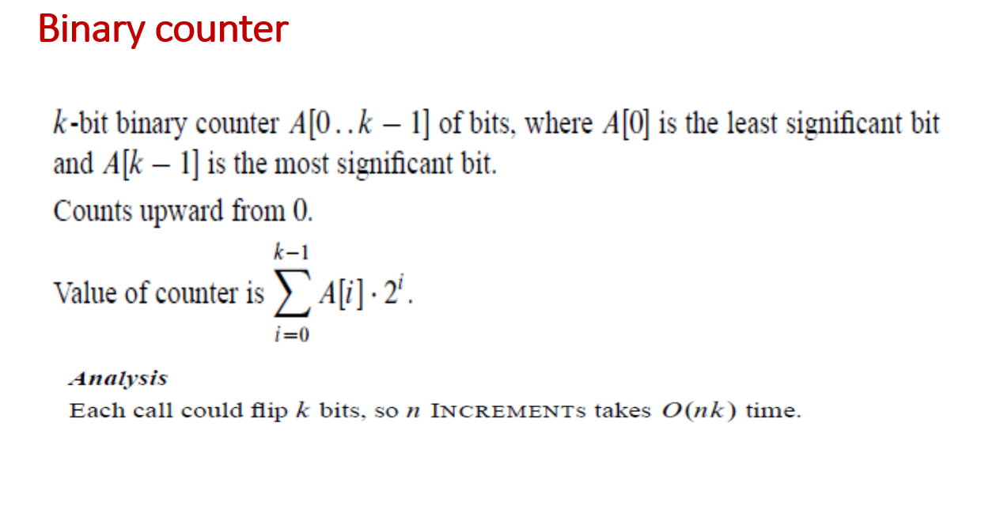 Binary counter
k-bit binary counter A[0..k – 1] of bits, where A[0] is the least significant bit
and A[k – 1] is the most significant bit.
Counts upward from 0.
k–1
Value of counter is ∑ A[i] · 2^i.
i=0
Analysis
Each call could flip k bits, so n INCREMENTS takes O(nk) time.